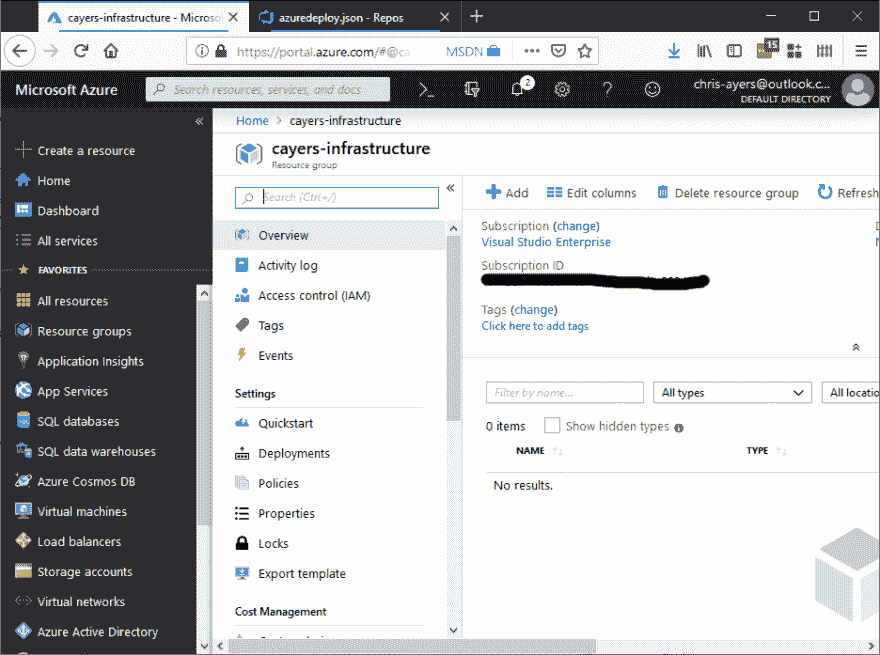 cayers-infrastructure - Microso
azuredeploy.json - Repos
https://portal.azure.com/#@ca
MSDN
15
Microsoft Azure
Search resources, services, and docs
2
chris-ayers@outlook.c...
DEFAULT DIRECTORY
Create a resource
Home
Dashboard
All services
FAVORITES
All resources
Resource groups
Application Insights
App Services
SQL databases
SQL data warehouses
Azure Cosmos DB
Virtual machines
Load balancers
Storage accounts
Virtual networks
Azure Active Directory
Home > cayers-infrastructure
cayers-infrastructure
Resource group
Search (Ctrl+/)
Overview
Activity log
Access control (IAM)
Tags
Events
Settings
Quickstart
Deployments
Policies
Properties
Locks
Export template
Cost Management
Add
Edit columns
Delete resource group
Refresh
Subscription (change)
Visual Studio Enterprise
Subscription ID
Tags (change)
Click here to add tags
Filter by name...
All types
All locatio
0 items
Show hidden types
NAME
TYPE
No results.